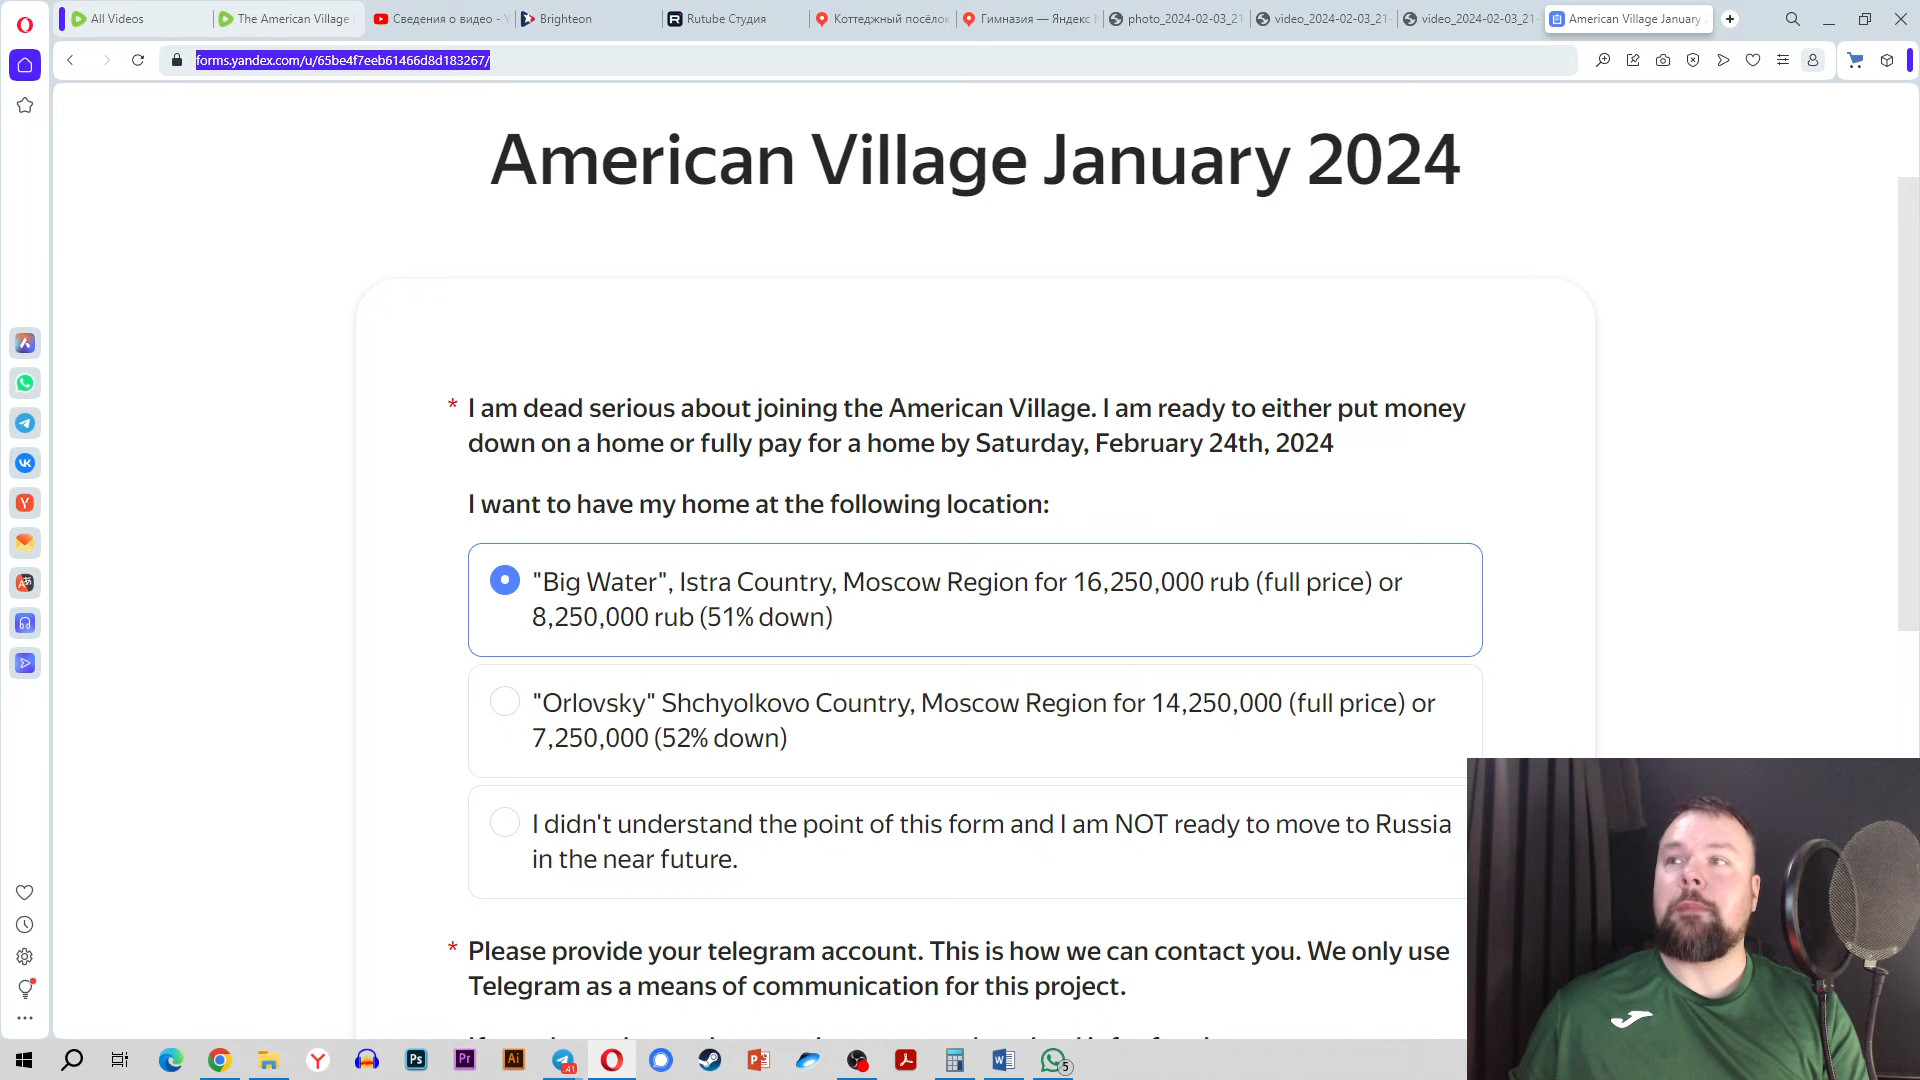 All Videos
The American Village
Сведения о видео - Y
Brighteon
Rutube Студия
Коттеджный посёлок
Гимназия — Яндекс
photo_2024-02-03_21
video_2024-02-03_21-
video_2024-02-03_21-
American Village January
forms.yandex.com/u/65be4f7eeb61466d8d183267/
American Village January 2024
* I am dead serious about joining the American Village. I am ready to either put money
down on a home or fully pay for a home by Saturday, February 24th, 2024
I want to have my home at the following location:
"Big Water", Istra Country, Moscow Region for 16,250,000 rub (full price) or
8,250,000 rub (51% down)
"Orlovsky" Shchyolkovo Country, Moscow Region for 14,250,000 (full price) or
7,250,000 (52% down)
I didn't understand the point of this form and I am NOT ready to move to Russia
in the near future.
* Please provide your telegram account. This is how we can contact you. We only use
Telegram as a means of communication for this project.
Ps
Pr
Ai
41
5